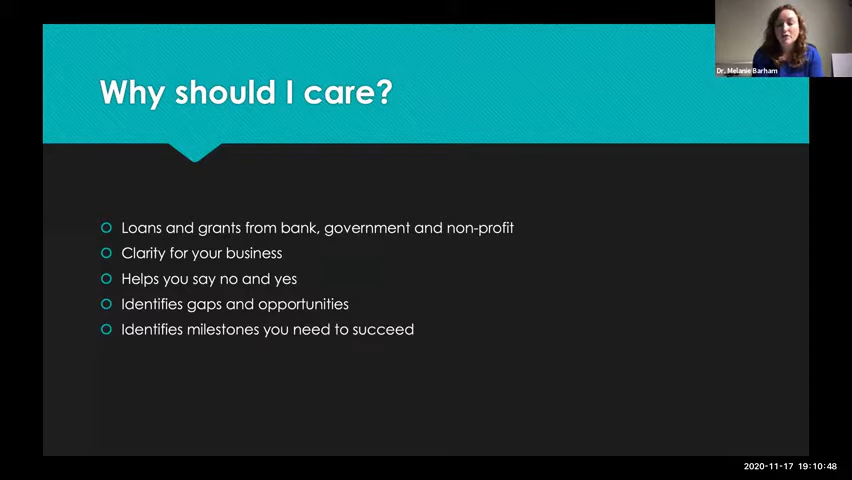 Why should I care?
Dr. Melanie Barham
Loans and grants from bank, government and non-profit
Clarity for your business
Helps you say no and yes
Identifies gaps and opportunities
Identifies milestones you need to succeed
2020-11-17 19:10:48